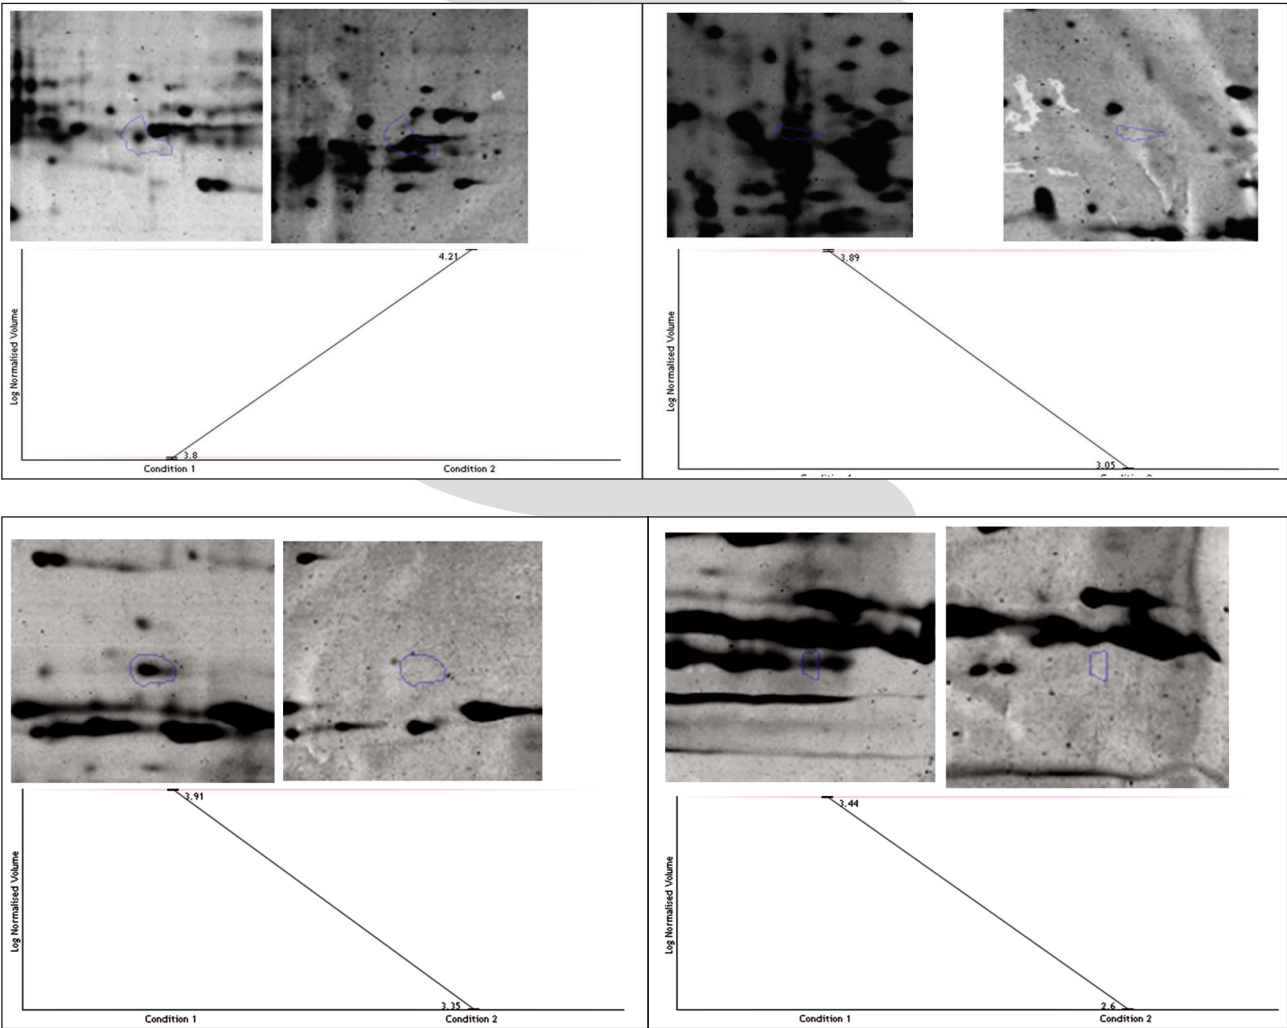 4.21
Log Normalised Volume
3.8
Condition 1
Condition 2
3.89
Log Normalised Volume
3.05
3.91
Log Normalised Volume
3.35
Condition 1
Condition 2
3.44
Log Normalised Volume
2.6
Condition 1
Condition 2